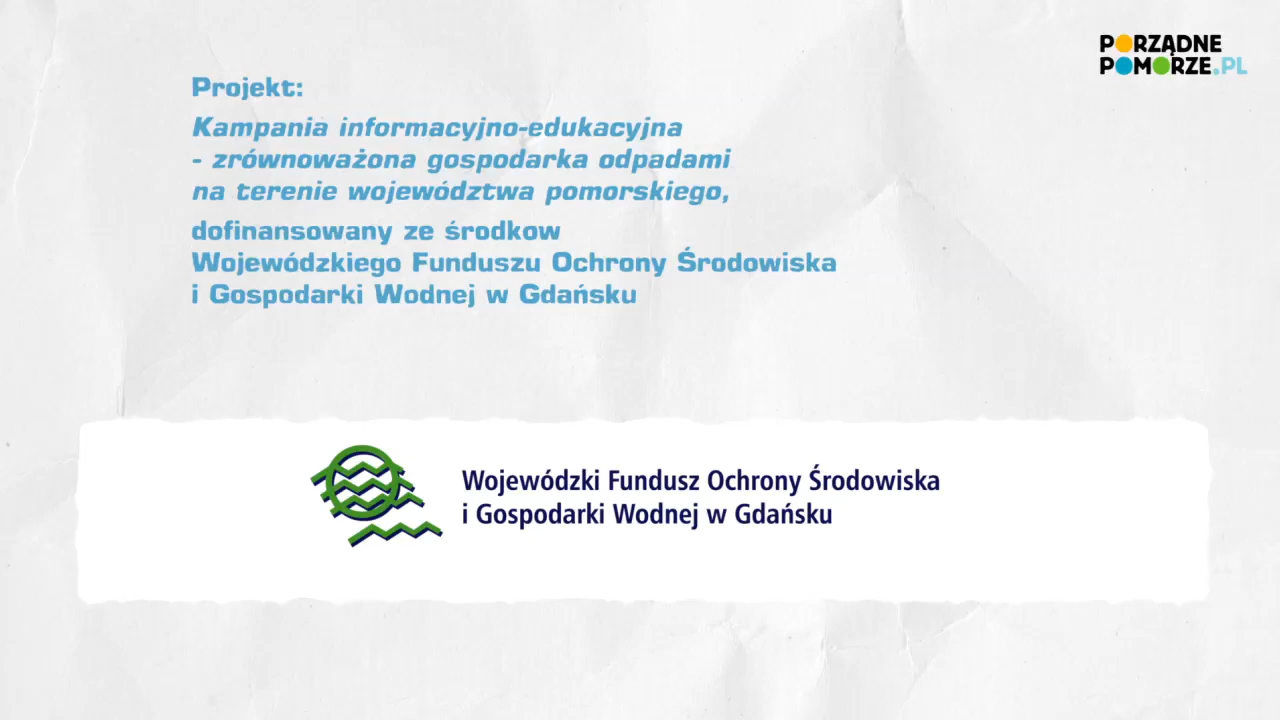 PORZĄDNE
POMORZE.PL
Projekt:
Kampania informacyjno-edukacyjna
- zrównoważona gospodarka odpadami
na terenie województwa pomorskiego,
dofinansowany ze środkow
Wojewódzkiego Funduszu Ochrony Środowiska
i Gospodarki Wodnej w Gdańsku
Wojewódzki Fundusz Ochrony Środowiska
i Gospodarki Wodnej w Gdańsku